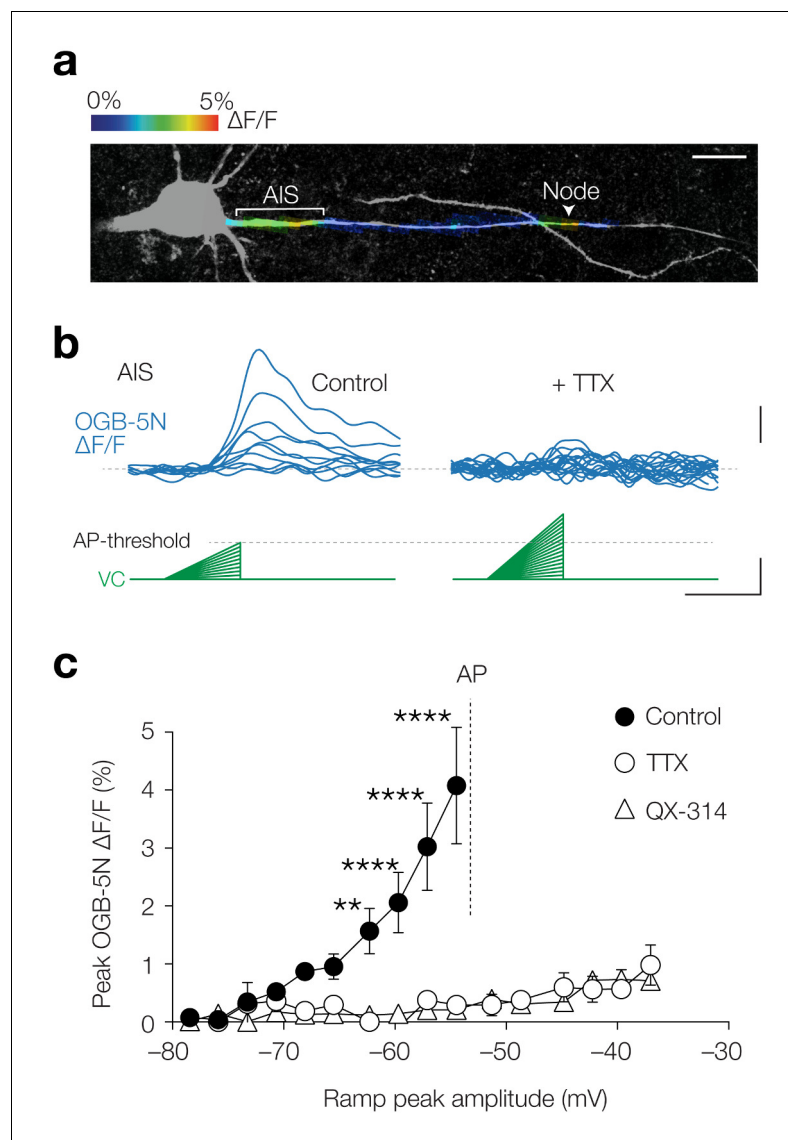 a
0% 5%
ΔF/F
AIS
Node
b
AIS
Control
+ TTX
OGB-5N
ΔF/F
AP-threshold
VC
c
AP
****
****
****
**
Control
TTX
QX-314
Peak OGB-5N ΔF/F (%)
5
4
3
2
1
0
–80 –70 –60 –50 –40 –30
Ramp peak amplitude (mV)